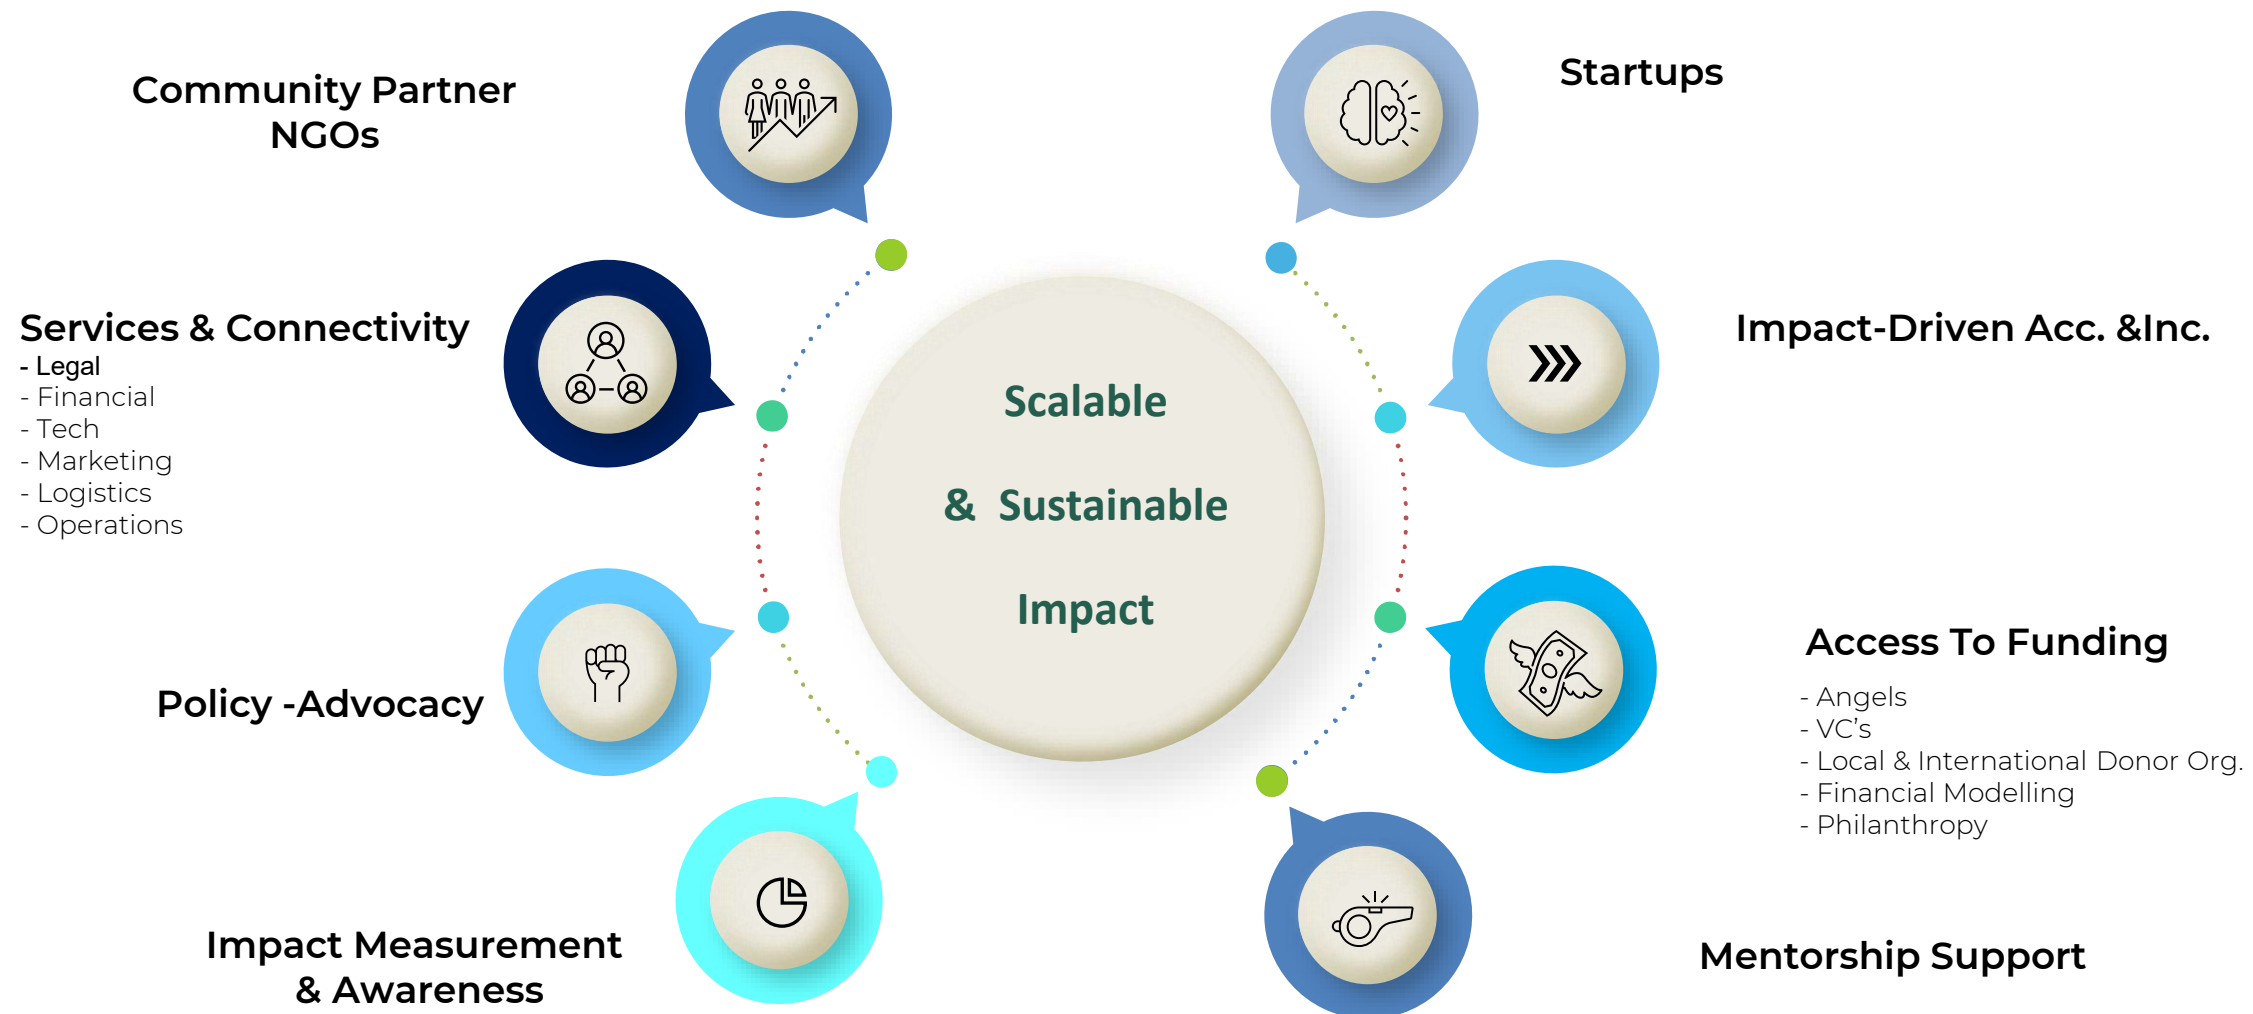 Community Partner
NGOs
Startups
Services & Connectivity
- Legal
- Financial
- Tech
- Marketing
- Logistics
- Operations
Impact-Driven Acc. &Inc.
Scalable
& Sustainable
Impact
Policy -Advocacy
Access To Funding
- Angels
- VC’s
- Local & International Donor Org.
- Financial Modelling
- Philanthropy
Impact Measurement
& Awareness
Mentorship Support